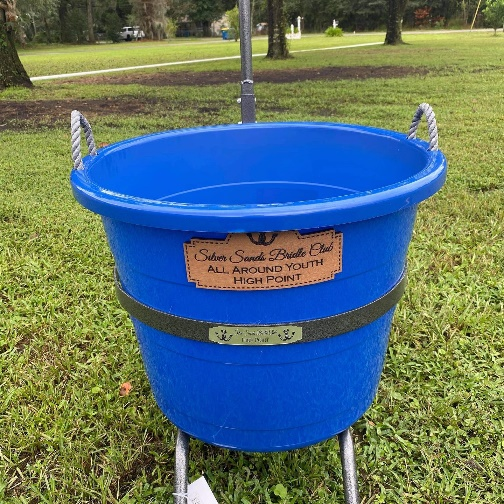 Silver Sands Bridle Club
ALL AROUND YOUTH
HIGH POINT